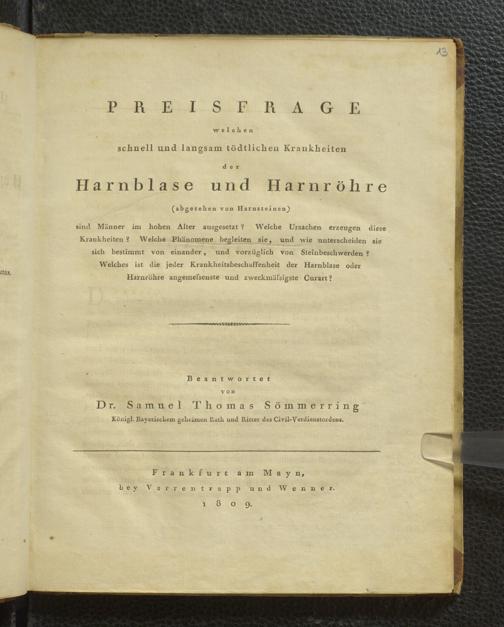 13
PREISFRAGE
welchen
schnell und langsam tödtlichen Krankheiten
der
Harnblase und Harnröhre
(abgesehen von Harnsteinen)
sind Männer im hohen Alter ausgesetzt? Welche Ursachen erzeugen diese
Krankheiten? Welche Phänomene begleiten sie, und wie unterscheiden sie
sich bestimmt von einander, und vorzüglich von Steinbeschwerden?
Welches ist die jeder Krankheitsbeschaffenheit der Harnblase oder
Harnröhre angemessenste und zweckmäfsigste Curart?
Beantwortet
von
Dr. Samuel Thomas Sömmerring
Königl. Bayerischem geheimen Rath und Ritter des Civil-Verdienstordens.
Frankfurt am Mayn,
bey Varrentrapp und Wenner.
1809.